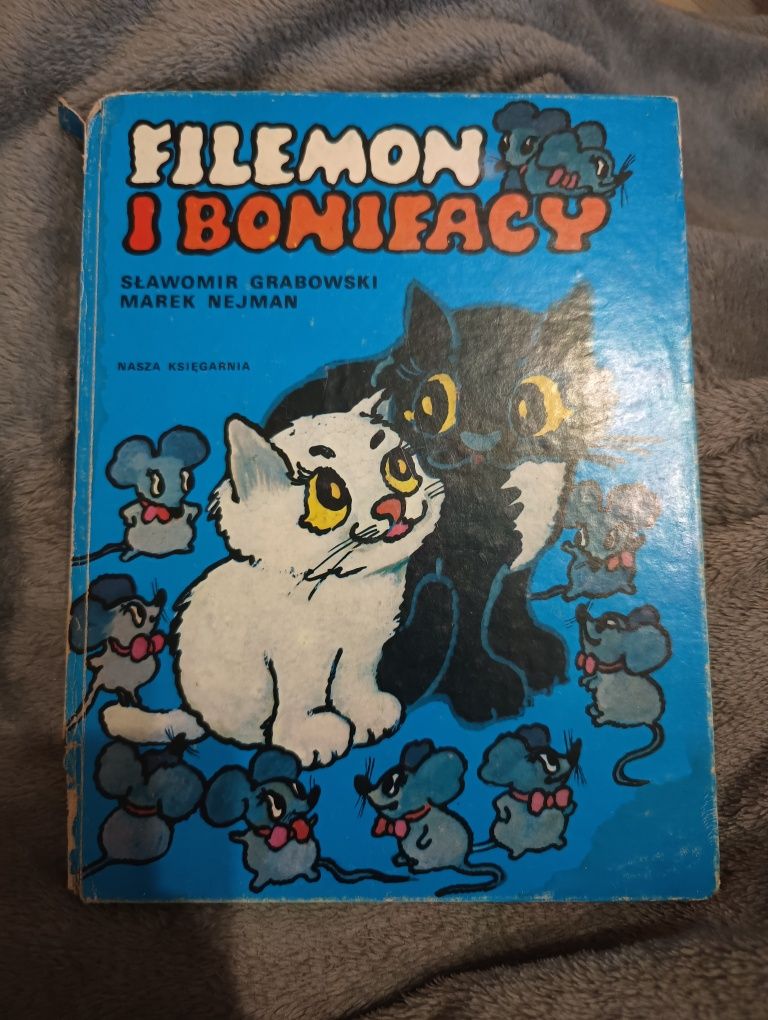 FILEMON
I BONIFACY
SŁAWOMIR GRABOWSKI
MAREK NEJMAN
NASZA KSIĘGARNIA